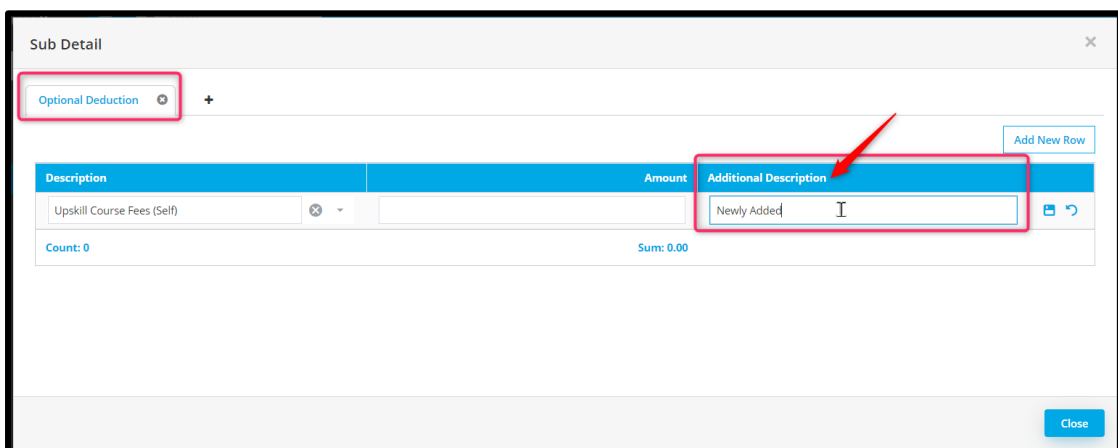 Sub Detail
Optional Deduction
Add New Row
Description Amount Additional Description
Upskill Course Fees (Self) Newly Added
Count: 0 Sum: 0.00
Close